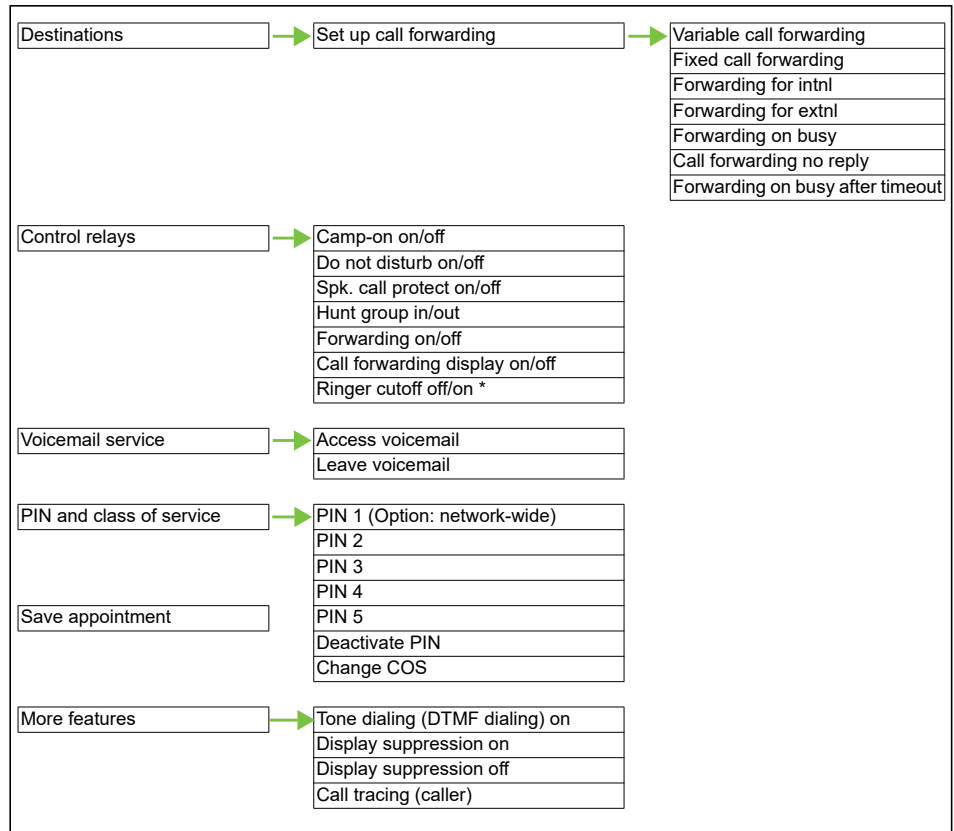 Destinations
Set up call forwarding
Variable call forwarding
Fixed call forwarding
Forwarding for intnl
Forwarding for extnl
Forwarding on busy
Call forwarding no reply
Forwarding on busy after timeout
Control relays
Camp-on on/off
Do not disturb on/off
Spk. call protect on/off
Hunt group in/out
Forwarding on/off
Call forwarding display on/off
Ringer cutoff off/on *
Voicemail service
Access voicemail
Leave voicemail
PIN and class of service
PIN 1 (Option: network-wide)
PIN 2
PIN 3
PIN 4
PIN 5
Deactivate PIN
Change COS
Save appointment
More features
Tone dialing (DTMF dialing) on
Display suppression on
Display suppression off
Call tracing (caller)